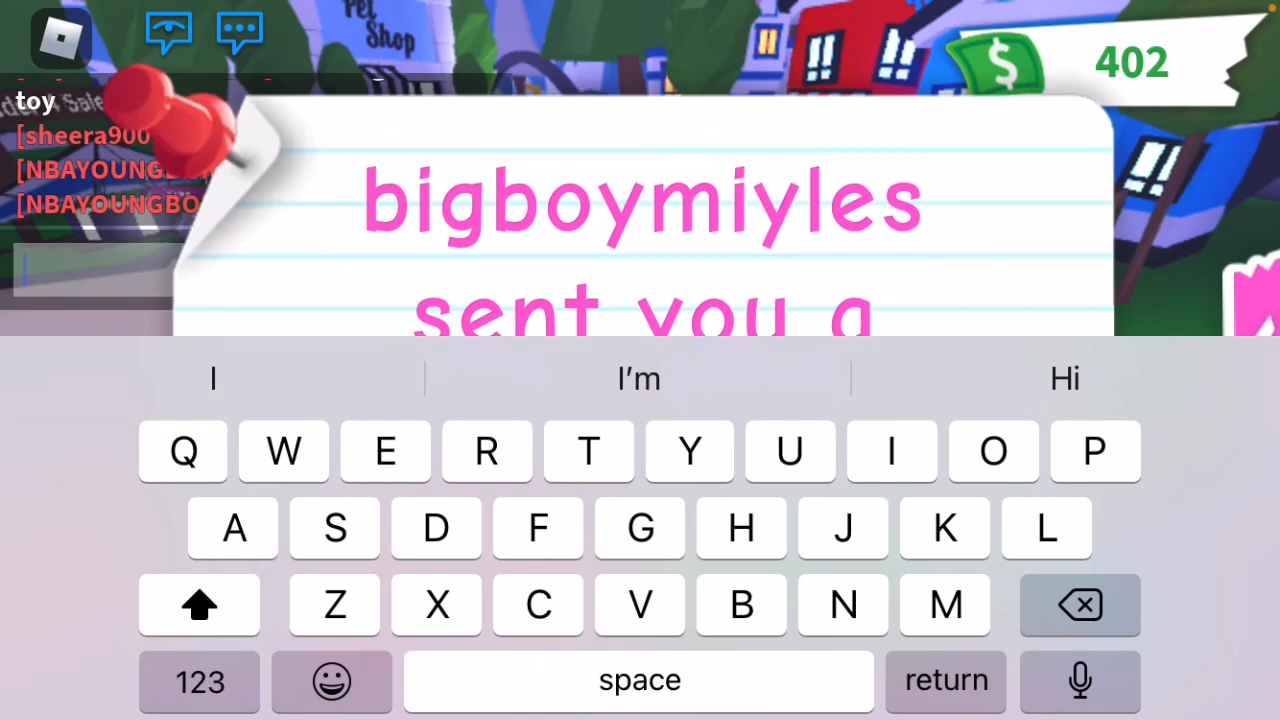 Pet
Shop
402
toy
[sheera900
[NBAYOUNG
[NBAYOUNGBO
bigboymiyles
sent you a
I I’m Hi
Q W E R T Y U I O P
A S D F G H J K L
Z X C V B N M
123 space return